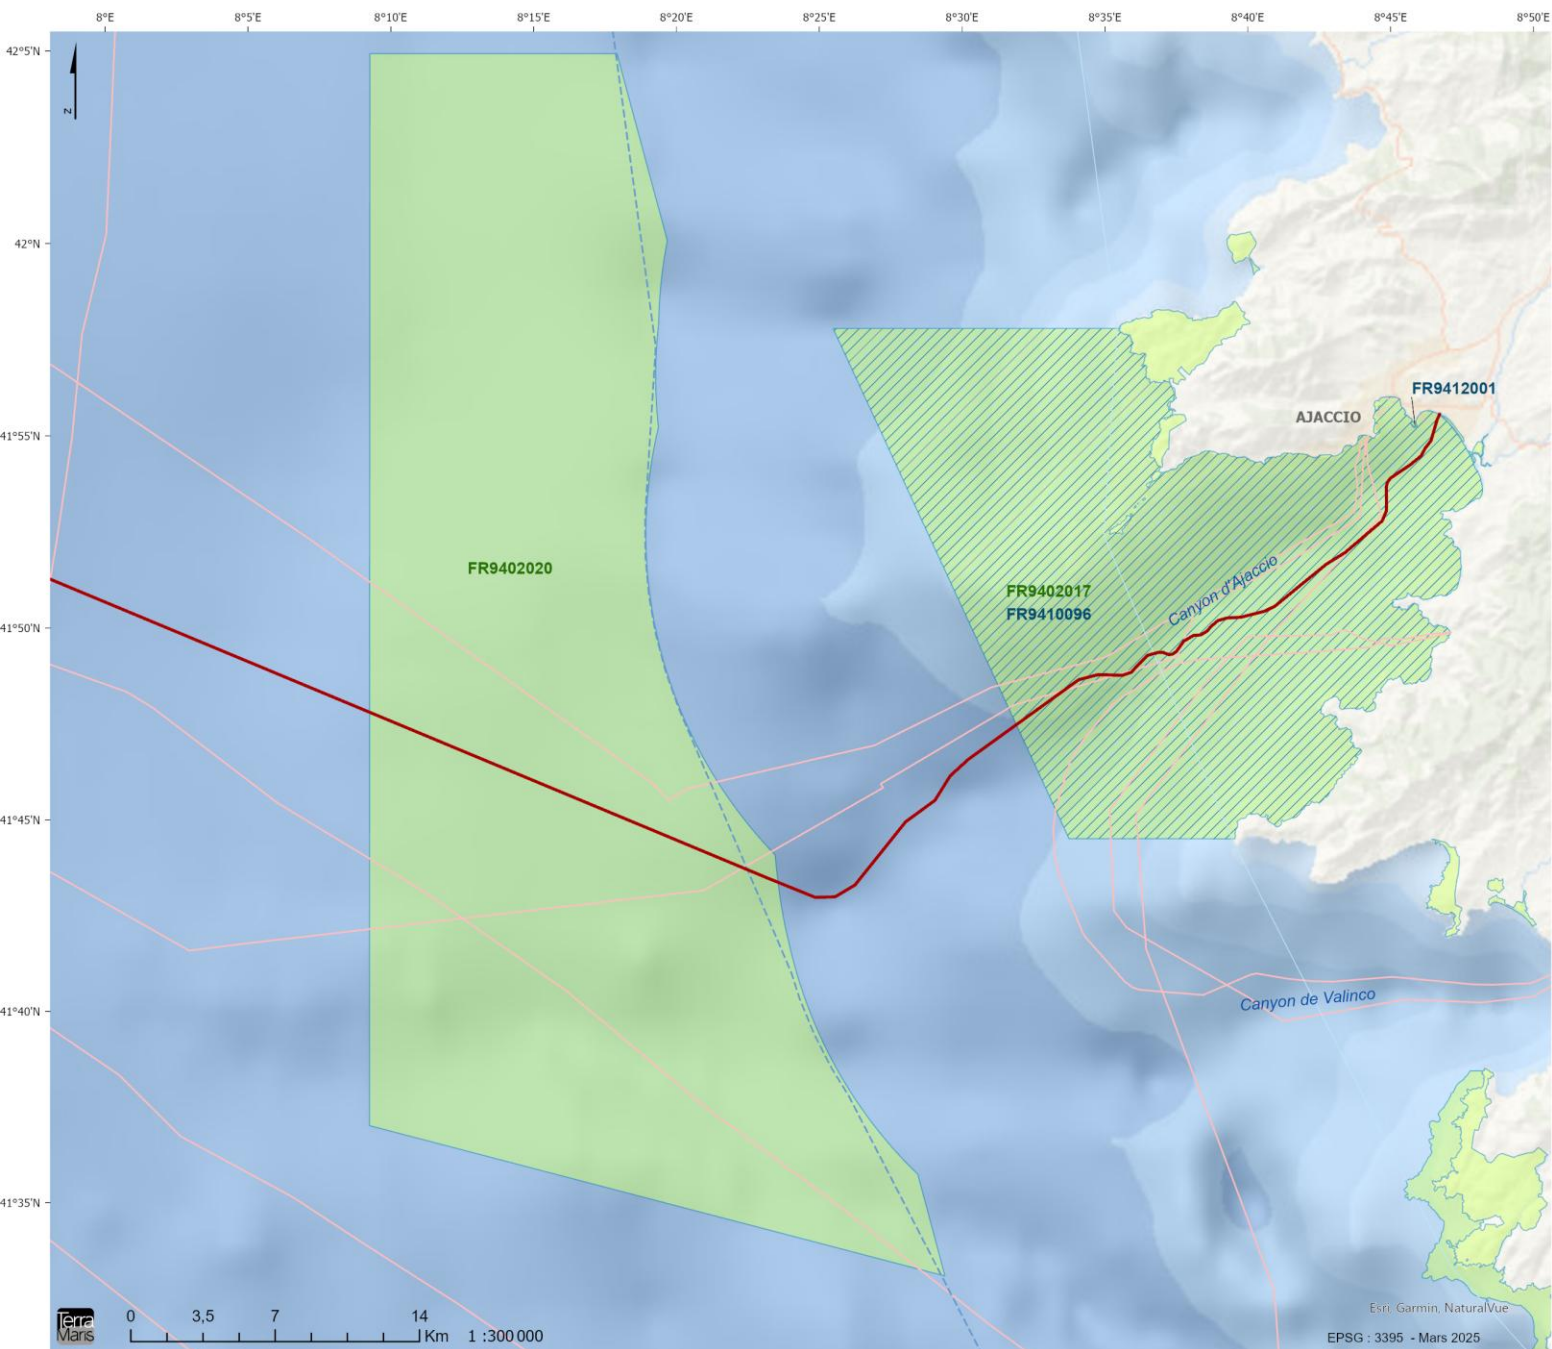 8°E 8°5'E 8°10'E 8°15'E 8°20'E 8°25'E 8°30'E 8°35'E 8°40'E 8°45'E 8°50'E
42°5'N
z
42°N
FR9412001
AJACCIO
41°55'N
FR9402020
Canyon d'Ajaccio
FR9402017
FR9410096
41°50'N
41°45'N
Canyon de Valinco
41°40'N
41°35'N
Esri, Garmin, NaturalVue
Terra
Maris
0 3,5 7 14
Km 1 :300 000
EPSG : 3395 - Mars 2025